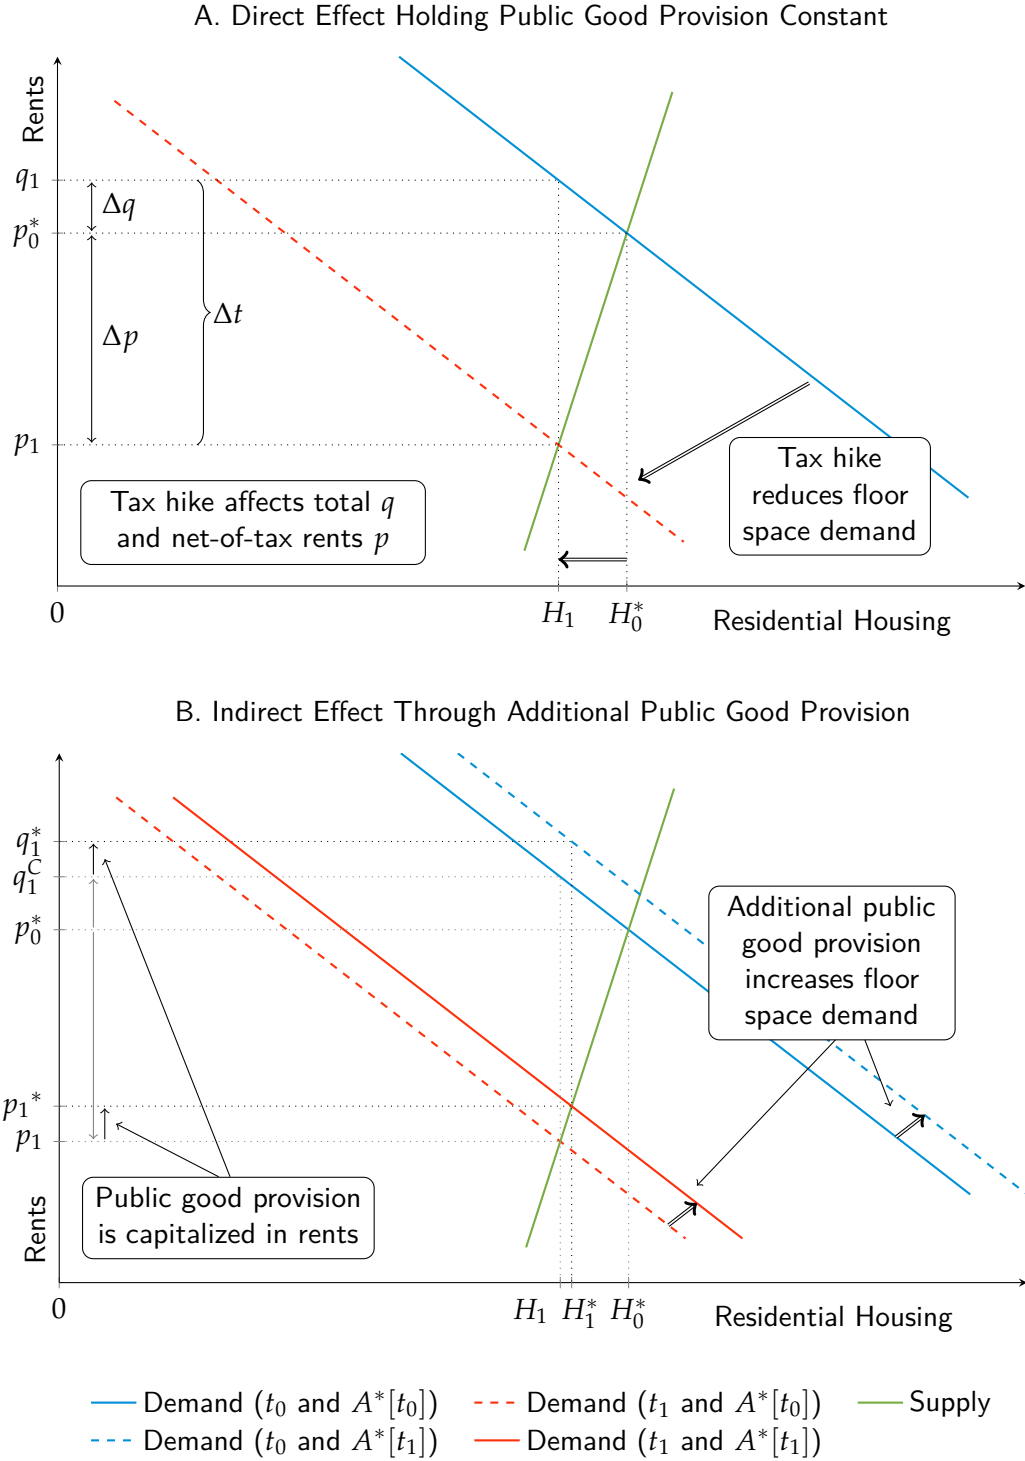 A. Direct Effect Holding Public Good Provision Constant
Rents
q₁
Δq
p₀*
Δt
Δp
p₁
Tax hike
reduces floor
space demand
Tax hike affects total q
and net-of-tax rents p
0
H₁
H₀*
Residential Housing
B. Indirect Effect Through Additional Public Good Provision
q₁*
q₁ᶜ
p₀*
Additional public
good provision
increases floor
space demand
p₁*
p₁
Public good provision
is capitalized in rents
Rents
0
H₁
H₁*
H₀*
Residential Housing
Demand (t₀ and A*[t₀])
Demand (t₁ and A*[t₀])
Supply
Demand (t₀ and A*[t₁])
Demand (t₁ and A*[t₁])